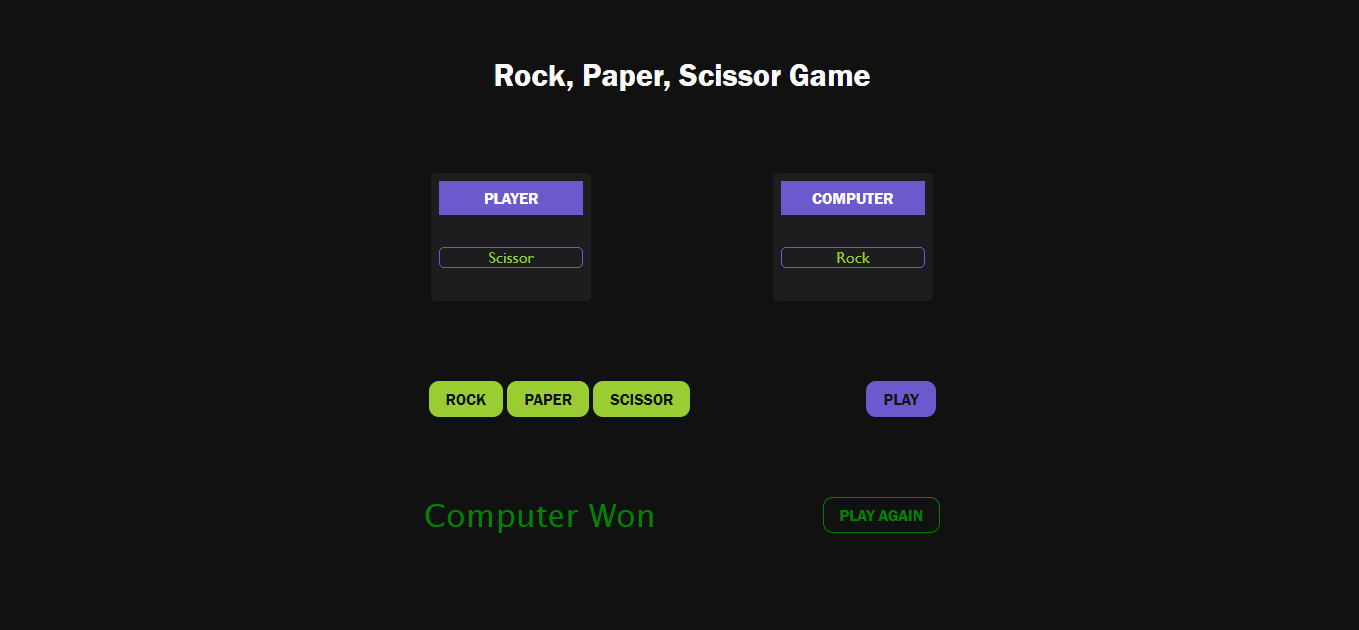 Rock, Paper, Scissor Game
PLAYER
COMPUTER
Scissor
Rock
ROCK PAPER SCISSOR PLAY
Computer Won PLAY AGAIN